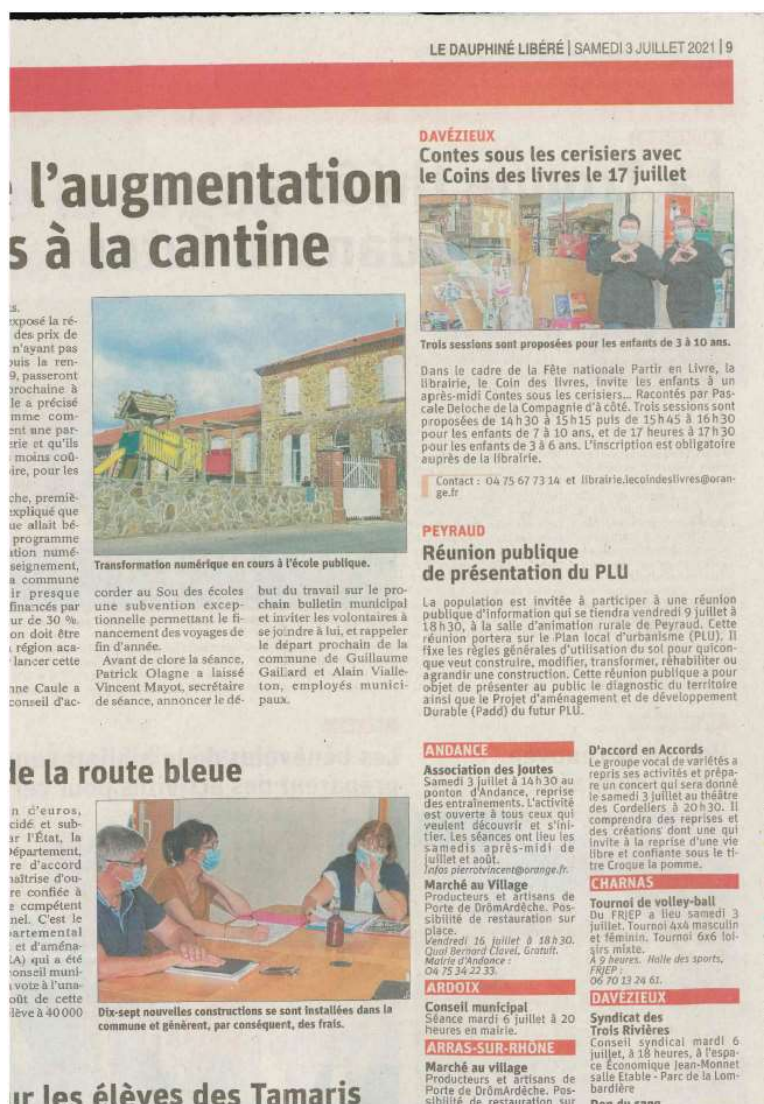 LE DAUPHINÉ LIBÉRÉ | SAMEDI 3 JUILLET 2021 | 9
l'augmentation
s à la cantine
exposé la ré-
des prix de
n'ayant pas
puis la ren-
9, passeront
prochaine à
le a précisé
mme com-
ent une par-
erie et qu'ils
moins coû-
ire, pour les
che, premiè-
expliqué que
ue allait bé-
programme
ation numé-
seignement,
a commune
ir presque
financés par
ur de 30 %.
on doit être
région aca-
lancer cette
nne Caule a
conseil d'ac-
Transformation numérique en cours à l'école publique.
corder au Sou des écoles
une subvention excep-
tionnelle permettant le fi-
nancement des voyages de
fin d'année.
Avant de clore la séance,
Patrick Olagne a laissé
Vincent Mayot, secrétaire
de séance, annoncer le dé-
but du travail sur le pro-
chain bulletin municipal
et inviter les volontaires à
se joindre à lui, et rappeler
le départ prochain de la
commune de Guillaume
Gaillard et Alain Vialle-
ton, employés munici-
paux.
de la route bleue
n d'euros,
cidé et sub-
ar l'État, la
Département,
re d'accord
maîtrise d'ou-
re confiée à
e compétent
nel. C'est le
partemental
et d'aména-
EA) qui a été
conseil muni-
vote à l'una-
oût de cette
lève à 40 000
Dix-sept nouvelles constructions se sont installées dans la
commune et génèrent, par conséquent, des frais.
ur les élèves des Tamaris
DAVÉZIEUX
Contes sous les cerisiers avec
le Coins des livres le 17 juillet
Trois sessions sont proposées pour les enfants de 3 à 10 ans.
Dans le cadre de la Fête nationale Partir en Livre, la
librairie, le Coin des livres, invite les enfants à un
après-midi Contes sous les cerisiers... Racontés par Pas-
cale Deloche de la Compagnie d'à côté. Trois sessions sont
proposées de 14 h 30 à 15 h 15 puis de 15 h 45 à 16 h 30
pour les enfants de 7 à 10 ans, et de 17 heures à 17 h 30
pour les enfants de 3 à 6 ans. L'inscription est obligatoire
auprès de la librairie.
Contact : 04 75 67 73 14 et librairie.lecoindeslivres@oran-
ge.fr
PEYRAUD
Réunion publique
de présentation du PLU
La population est invitée à participer à une réunion
publique d'information qui se tiendra vendredi 9 juillet à
18 h 30, à la salle d'animation rurale de Peyraud. Cette
réunion portera sur le Plan local d'urbanisme (PLU). Il
fixe les règles générales d'utilisation du sol pour quicon-
que veut construire, modifier, transformer, réhabiliter ou
agrandir une construction. Cette réunion publique a pour
objet de présenter au public le diagnostic du territoire
ainsi que le Projet d'aménagement et de développement
Durable (Padd) du futur PLU.
ANDANCE
Association des Joutes
Samedi 3 juillet à 14 h 30 au
ponton d'Andance, reprise
des entraînements. L'activité
est ouverte à tous ceux qui
veulent découvrir et s'ini-
tier. Les séances ont lieu les
samedis après-midi de
juillet et août.
Infos pierrotvincent@orange.fr.
Marché au Village
Producteurs et artisans de
Porte de DrômArdèche. Pos-
sibilité de restauration sur
place.
Vendredi 16 juillet à 18 h 30.
Quai Bernard Clavel, Gratuit.
Mairie d'Andance :
04 75 34 22 33.
ARDOIX
Conseil municipal
Séance mardi 6 juillet à 20
heures en mairie.
ARRAS-SUR-RHÔNE
Marché au village
Producteurs et artisans de
Porte de DrômArdèche. Pos-
sibilité de restauration sur
D'accord en Accords
Le groupe vocal de variétés a
repris ses activités et prépa-
re un concert qui sera donné
le samedi 3 juillet au théâtre
des Cordeliers à 20 h 30. Il
comprendra des reprises et
des créations dont une qui
invite à la reprise d'une vie
libre et confiante sous le ti-
tre Croque la pomme.
CHARNAS
Tournoi de volley-ball
Du FRJEP a lieu samedi 3
juillet. Tournoi 4x4 masculin
et féminin. Tournoi 6x6 loi-
sirs mixte.
A 9 heures. Halle des sports,
FRJEP :
06 70 13 24 61.
DAVÉZIEUX
Syndicat des
Trois Rivières
Conseil syndical mardi 6
juillet, à 18 heures, à l'espa-
ce Économique Jean-Monnet
salle Etable - Parc de la Lom-
bardière
Don du sang